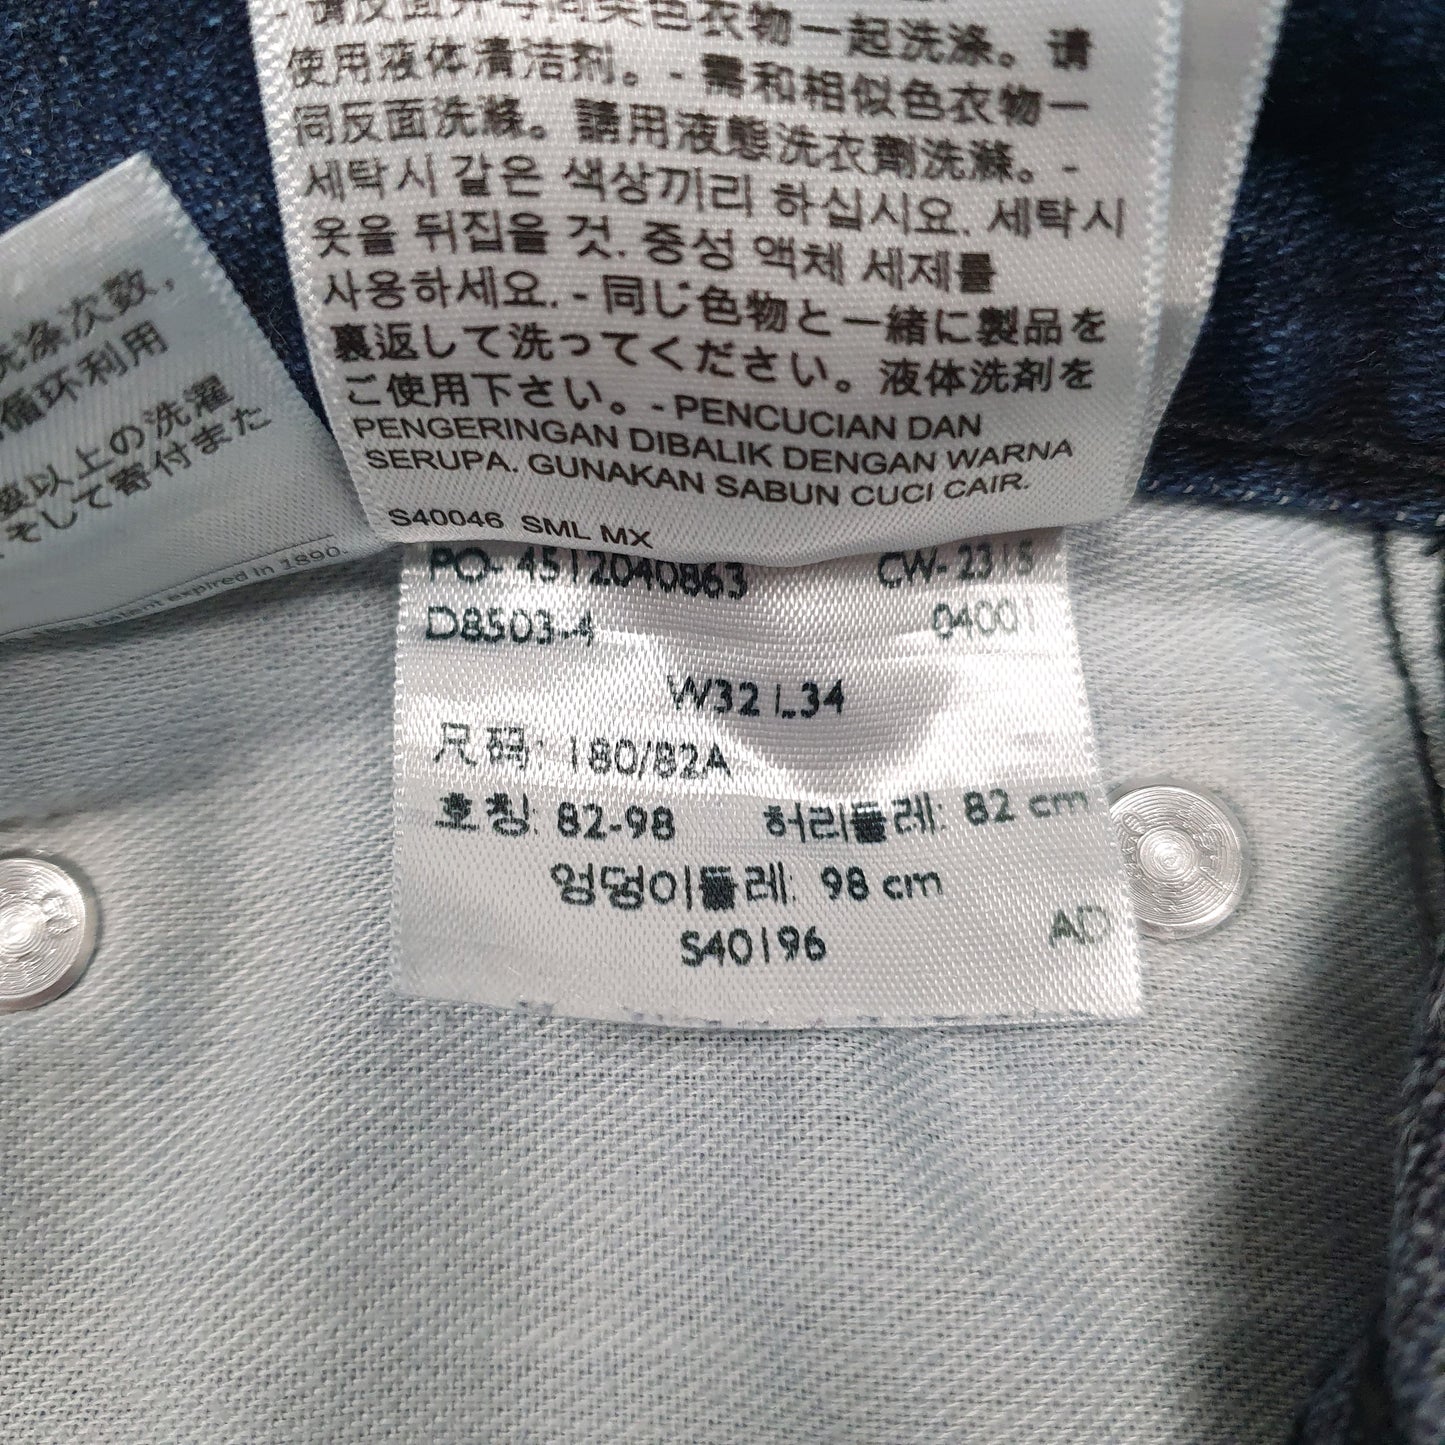 使用液体清洁剂。- 需和相似色衣物一
同反面洗滌。請用液態洗衣劑洗滌。-
세탁시 같은 색상끼리 하십시요. 세탁시
옷을 뒤집을 것. 중성 액체 세제를
사용하세요. - 同じ色物と一緒に製品を
裏返して洗ってください。液体洗剤を
ご使用下さい。- PENCUCIAN DAN
PENGERINGAN DIBALIK DENGAN WARNA
SERUPA. GUNAKAN SABUN CUCI CAIR.
S40046 SML MX
洗涤次数,
循环利用
以上の洗濯
そして寄付また
expired in 1890.
PO- 4512040863 CW- 2315
D8503-4 04001
W32 L34
尺码: 180/82A
호칭: 82-98 허리둘레: 82 cm
엉덩이둘레: 98 cm
S40196 AD